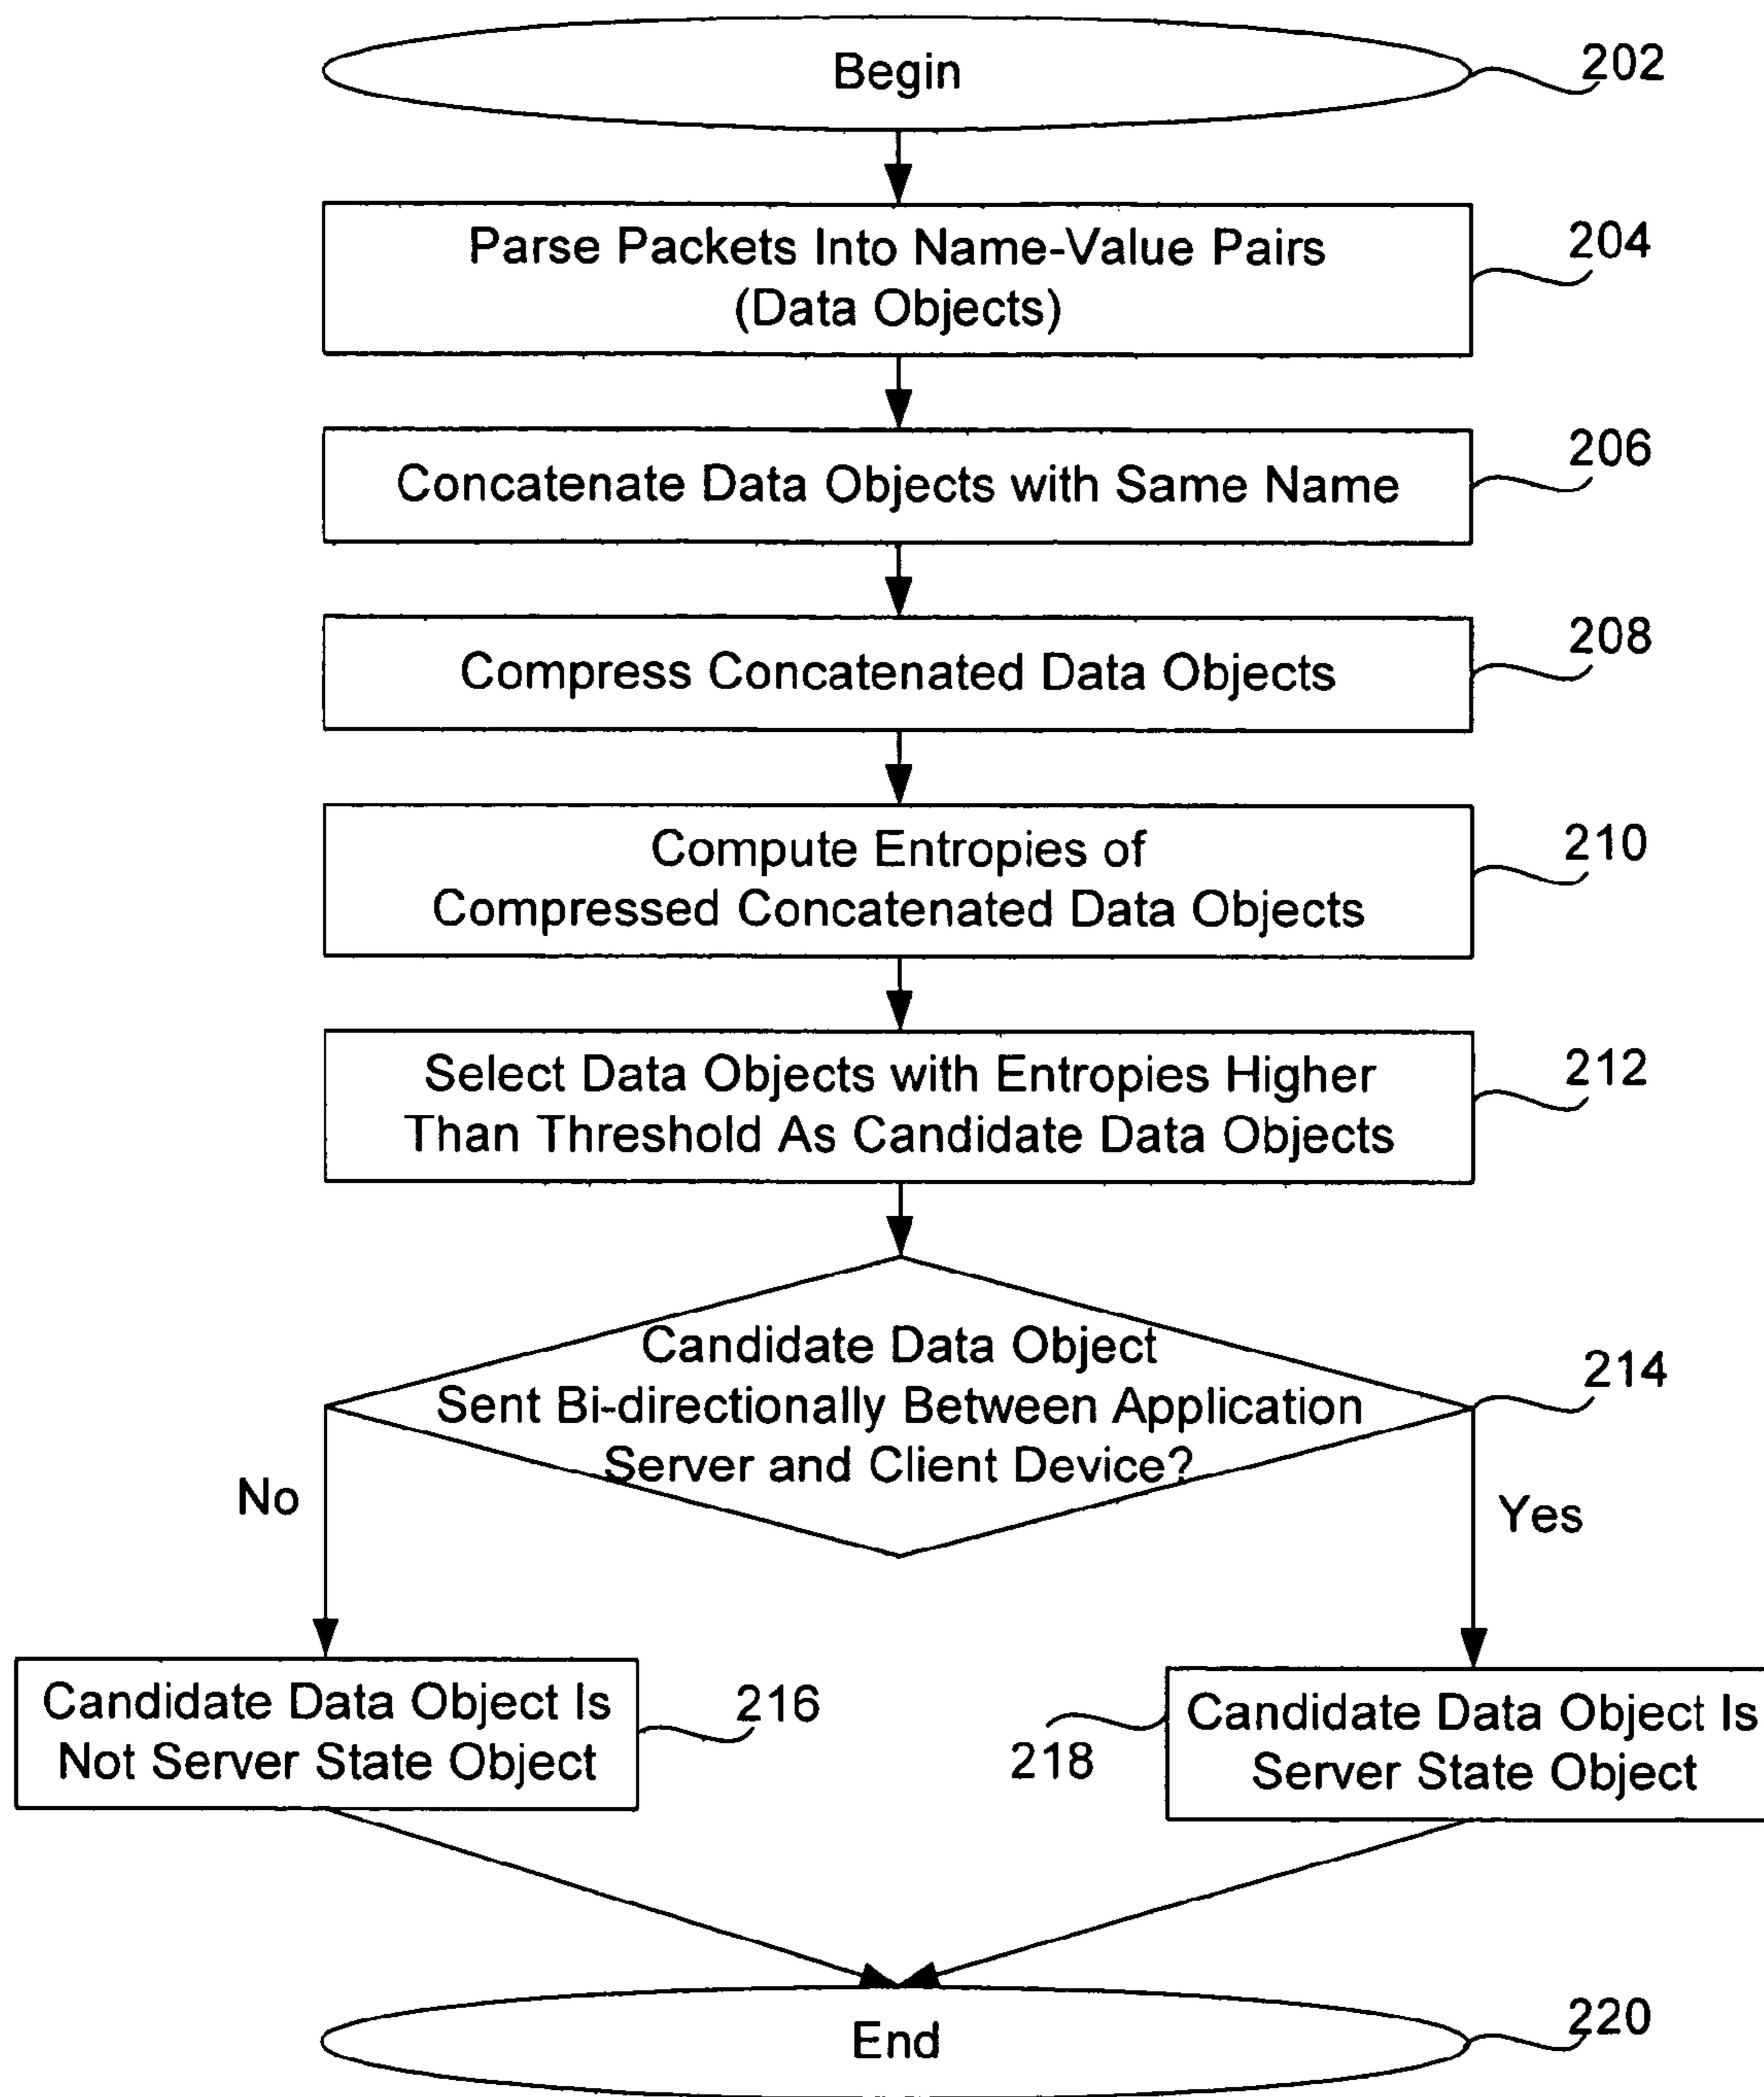 Begin
202
Parse Packets Into Name-Value Pairs
(Data Objects)
204
Concatenate Data Objects with Same Name
206
Compress Concatenated Data Objects
208
Compute Entropies of
Compressed Concatenated Data Objects
210
Select Data Objects with Entropies Higher
Than Threshold As Candidate Data Objects
212
Candidate Data Object
Sent Bi-directionally Between Application
Server and Client Device?
214
No
Yes
Candidate Data Object Is
Not Server State Object
216
218
Candidate Data Object Is
Server State Object
End
220